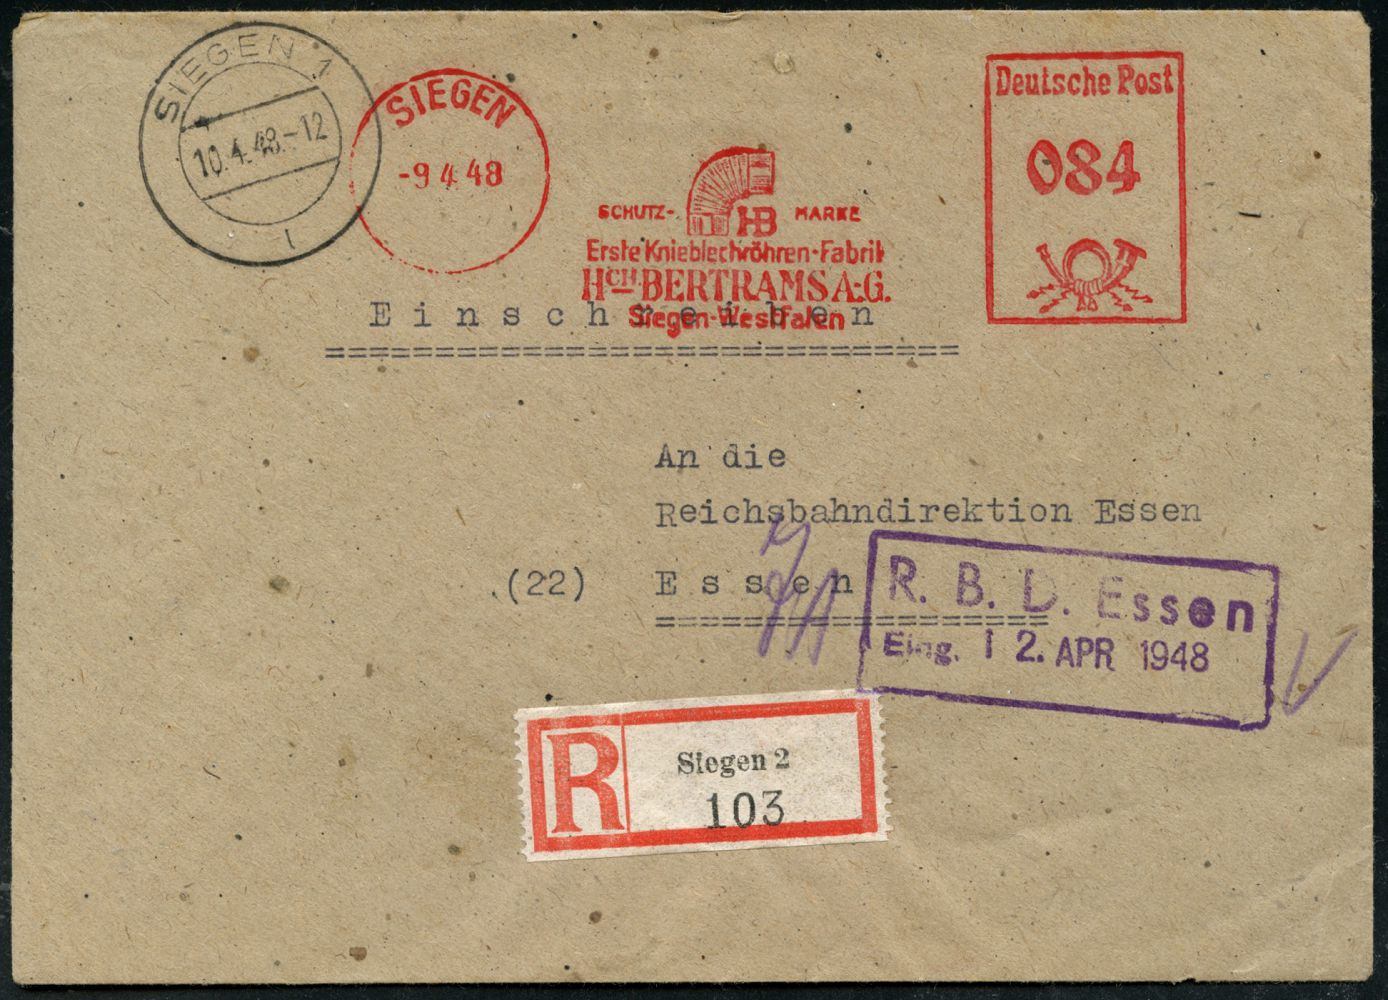 SIEGEN 1
10.4.48.-12
SIEGEN
-9.4.48
SCHUTZ- HB MARKE
Erste Knieblechröhren-Fabrik
HCH. BERTRAMS A.G.
Siegen-Westfalen
Deutsche Post
084
Einschreiben
An die
Reichsbahndirektion Essen
(22) Essen
R. B. D. Essen
Eing. 12. APR 1948
R
Siegen 2
103